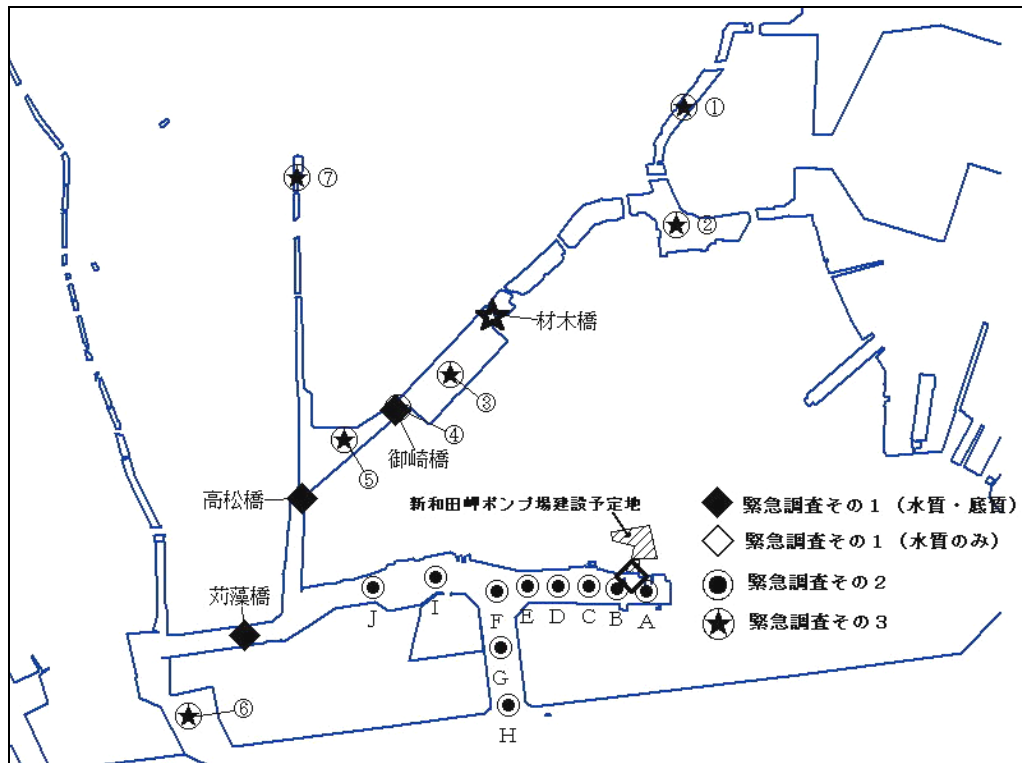 ①
⑦
②
材木橋
③
④
御崎橋
⑤
高松橋
新和田岬ポンプ場建設予定地
緊急調査その1(水質・底質)
緊急調査その1(水質のみ)
緊急調査その2
緊急調査その3
苅藻橋
J
I
F
E
D
C
B
A
G
⑥
H